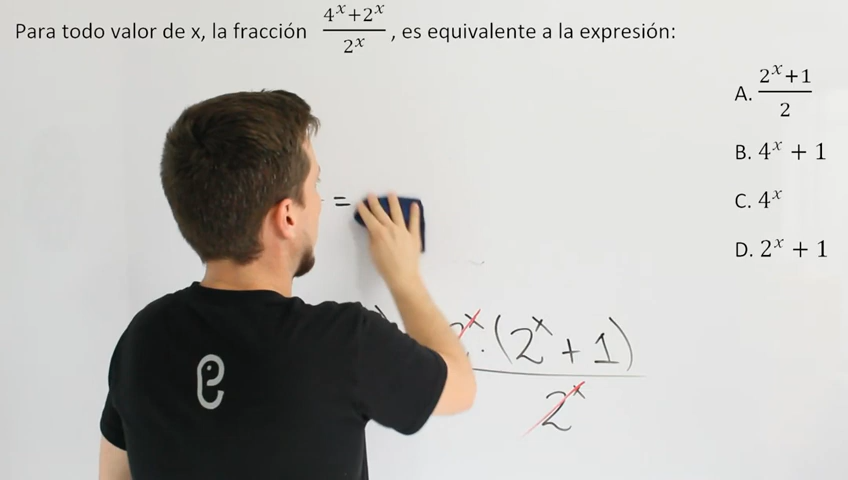 Para todo valor de x, la fracción (4^x+2^x)/(2^x), es equivalente a la expresión:
A. (2^x+1)/2
B. 4^x + 1
C. 4^x
D. 2^x + 1
=
2^x · (2^x + 1)
2^x